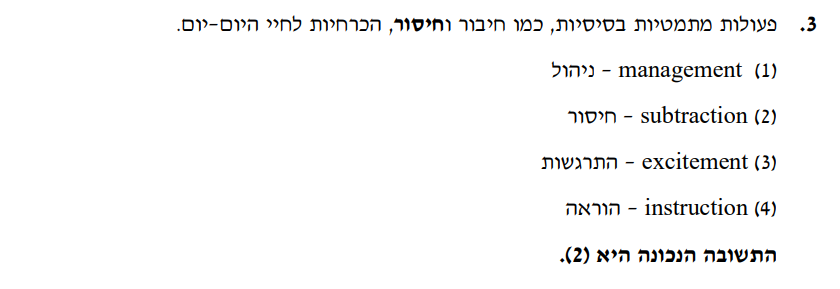 3. פעולות מתמטיות בסיסיות, כמו חיבור וחיסור, הכרחיות לחיי היום-יום.
(1) management – ניהול
(2) subtraction – חיסור
(3) excitement – התרגשות
(4) instruction – הוראה
התשובה הנכונה היא (2).